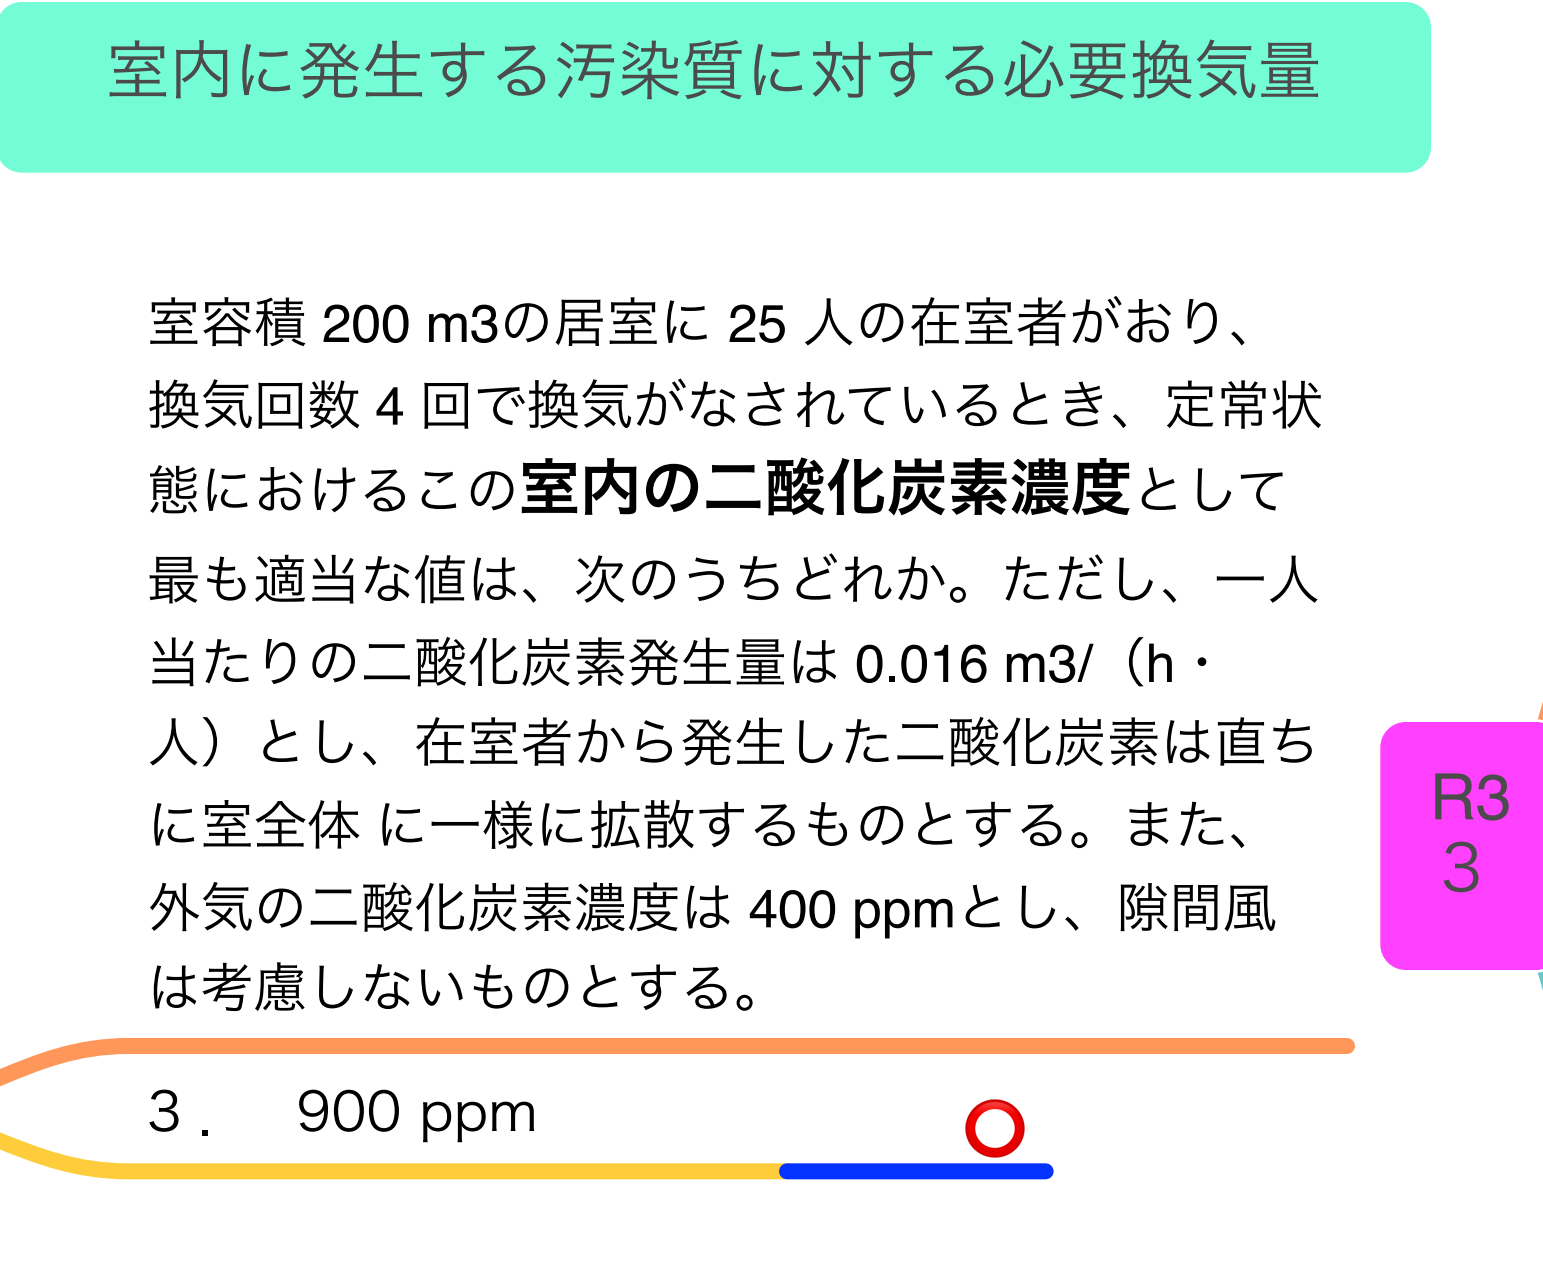 室内に発生する汚染質に対する必要換気量
室容積 200 m3の居室に 25 人の在室者がおり、
換気回数 4 回で換気がなされているとき、定常状
態におけるこの室内の二酸化炭素濃度として
最も適当な値は、次のうちどれか。ただし、一人
当たりの二酸化炭素発生量は 0.016 m3/（h・
人）とし、在室者から発生した二酸化炭素は直ち
に室全体 に一様に拡散するものとする。また、
外気の二酸化炭素濃度は 400 ppmとし、隙間風
は考慮しないものとする。
R3
３
３． 900 ppm